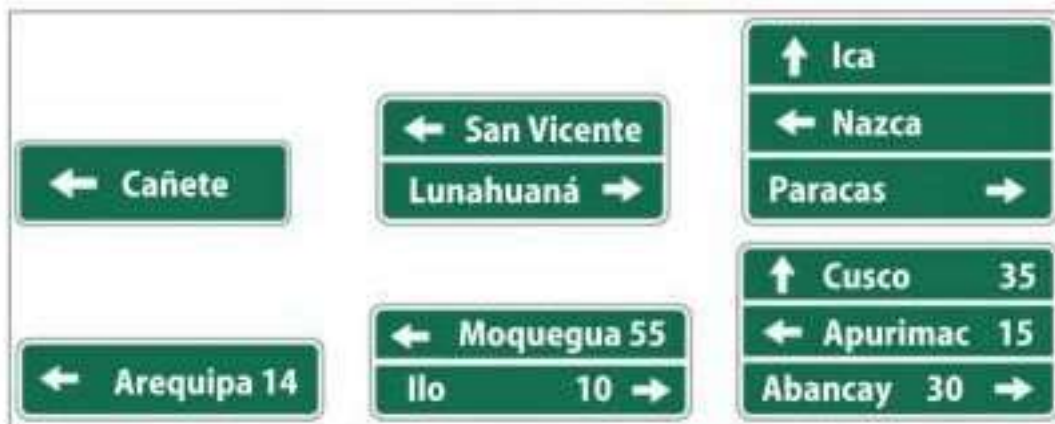 ← Cañete
← San Vicente
Lunahuaná →
↑ Ica
← Nazca
Paracas →
← Arequipa 14
← Moquegua 55
Ilo 10 →
↑ Cusco 35
← Apurimac 15
Abancay 30 →